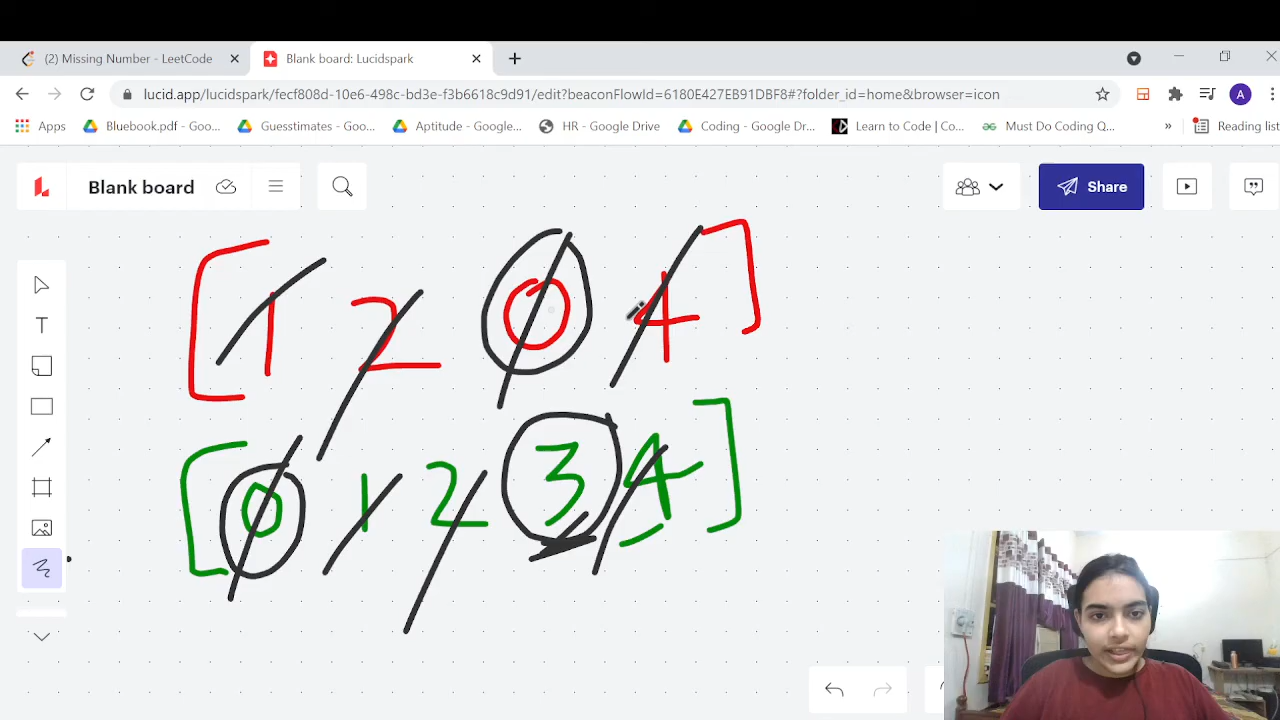 (2) Missing Number - LeetCode
Blank board: Lucidspark
lucid.app/lucidspark/fecf808d-10e6-498c-bd3e-f3b6618c9d91/edit?beaconFlowId=6180E427EB91DBF8#?folder_id=home&browser=icon
A
Apps
Bluebook.pdf - Goo...
Guesstimates - Goo...
Aptitude - Google...
HR - Google Drive
Coding - Google Dr...
Learn to Code | Co...
Must Do Coding Q...
»
Reading list
Blank board
Share
T
[1 2 0 4]
[0 1 2 3 4]